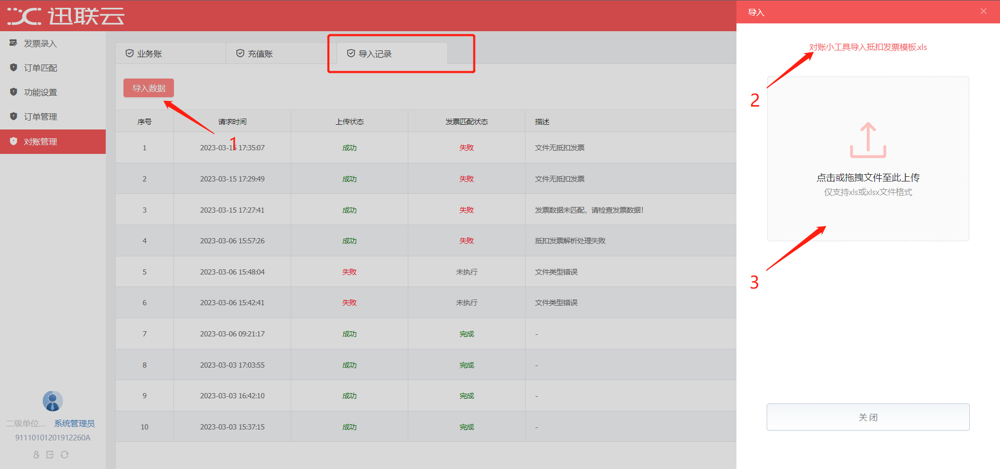 迅联云
导入
×
发票录入
订单匹配
功能设置
订单管理
对账管理
业务账 充值账 导入记录
导入数据
1
序号 请求时间 上传状态 发票匹配状态 描述
1 2023-03-15 17:35:07 成功 失败 文件无抵扣发票
2 2023-03-15 17:29:49 成功 失败 文件无抵扣发票
3 2023-03-15 17:27:41 成功 失败 发票数据未匹配，请检查发票数据！
4 2023-03-06 15:57:26 成功 失败 抵扣发票解析处理失败
5 2023-03-06 15:48:04 失败 未执行 文件类型错误
6 2023-03-06 15:42:41 失败 未执行 文件类型错误
7 2023-03-06 09:21:17 成功 完成 -
8 2023-03-03 17:03:55 成功 完成 -
9 2023-03-03 16:42:10 成功 完成 -
10 2023-03-03 15:37:15 成功 完成 -
二级单位... 系统管理员
91110101201912260A
对账小工具导入抵扣发票模板.xls
2
点击或拖拽文件至此上传
仅支持xls或xlsx文件格式
3
关 闭